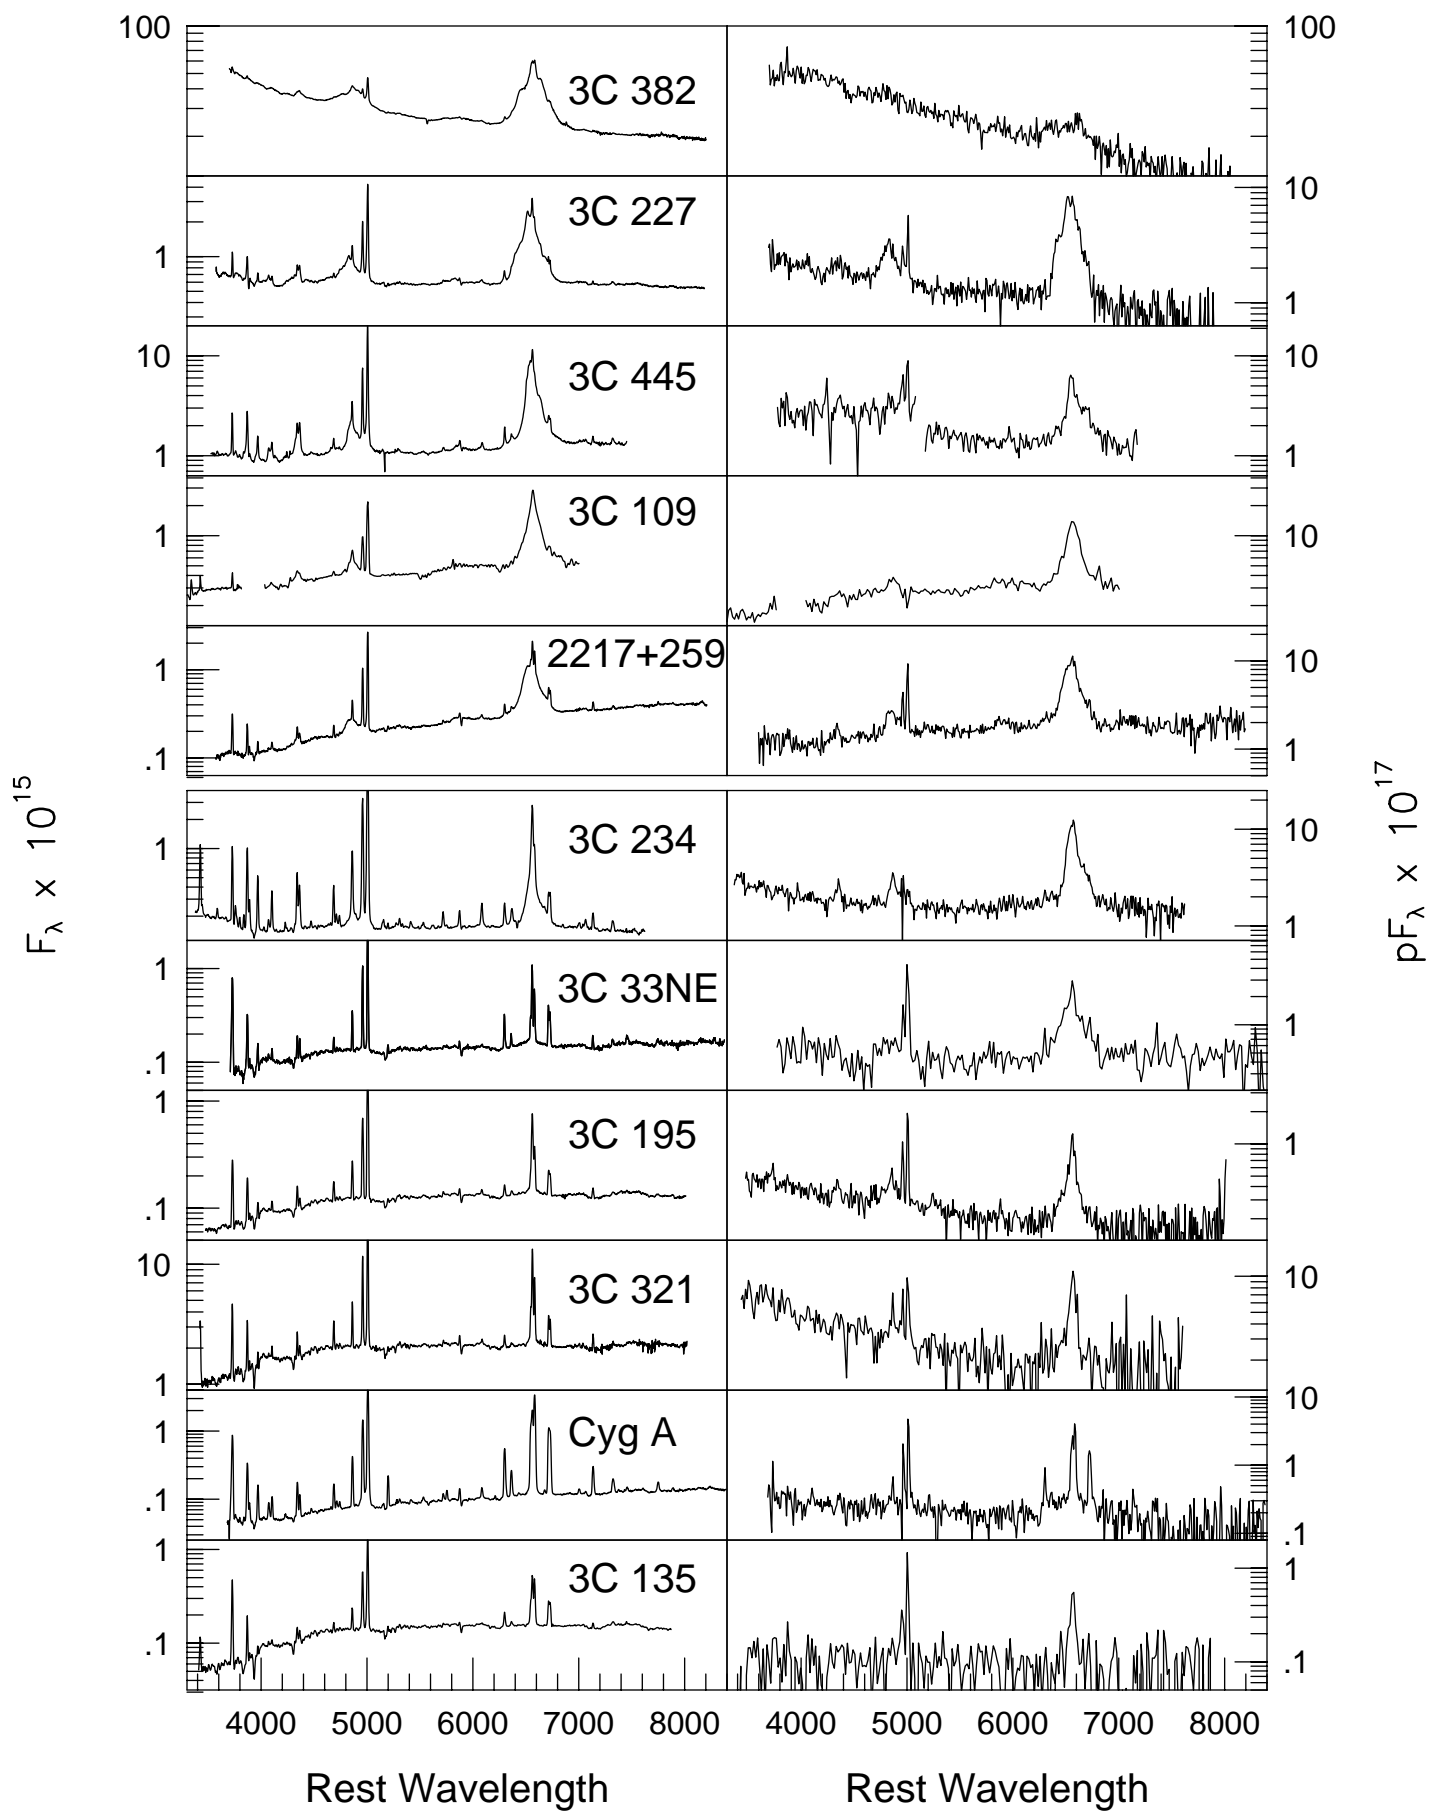 100 100
3C 382
10
3C 227
1 1
10 10
3C 445
1 1
3C 109
1 10
2217+259
1 10
.1 1
F_λ x 10^15
pF_λ x 10^17
3C 234
1 10
1
1
3C 33NE
.1 1
1
3C 195
.1 1
10 10
3C 321
1
10
1 Cyg A
.1 1
.1
1 3C 135 1
.1 .1
4000 5000 6000 7000 8000 4000 5000 6000 7000 8000
Rest Wavelength Rest Wavelength